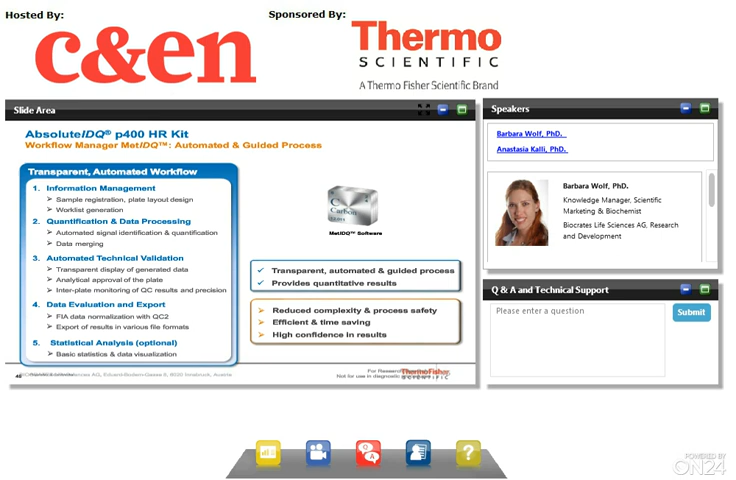 Hosted By:
Sponsored By:
c&en
Thermo
SCIENTIFIC
A Thermo Fisher Scientific Brand
Slide Area
AbsoluteIDQ® p400 HR Kit
Workflow Manager MetIDQ™: Automated & Guided Process
Transparent, Automated Workflow
1. Information Management
➢ Sample registration, plate layout design
➢ Worklist generation
2. Quantification & Data Processing
➢ Automated signal identification & quantification
➢ Data merging
3. Automated Technical Validation
➢ Transparent display of generated data
➢ Analytical approval of the plate
➢ Inter-plate monitoring of QC results and precision
4. Data Evaluation and Export
➢ FIA data normalization with QC2
➢ Export of results in various file formats
5. Statistical Analysis (optional)
➢ Basic statistics & data visualization
Carbon
MetIDQ™ Software
✓ Transparent, automated & guided process
✓ Provides quantitative results
➢ Reduced complexity & process safety
➢ Efficient & time saving
➢ High confidence in results
For Research
Not for use in diagnostic
ThermoFisher
SCIENTIFIC
Speakers
Barbara Wolf, PhD.
Anastasia Kalli, PhD.
Barbara Wolf, PhD.
Knowledge Manager, Scientific
Marketing & Biochemist
Biocrates Life Sciences AG, Research
and Development
Q & A and Technical Support
Please enter a question
Submit
Q
A
?
POWERED BY
ON24